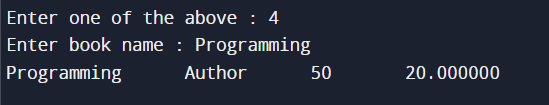 Enter one of the above : 4
Enter book name : Programming
Programming Author 50 20.000000